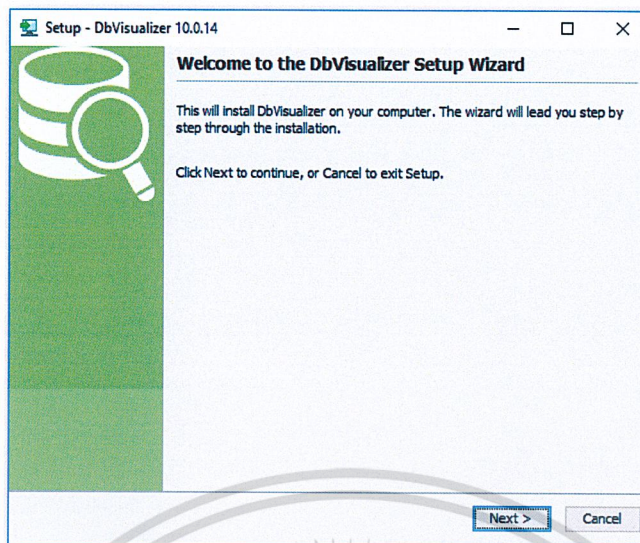 Setup - DbVisualizer 10.0.14
Welcome to the DbVisualizer Setup Wizard
This will install DbVisualizer on your computer. The wizard will lead you step by
step through the installation.
Click Next to continue, or Cancel to exit Setup.
Next >
Cancel